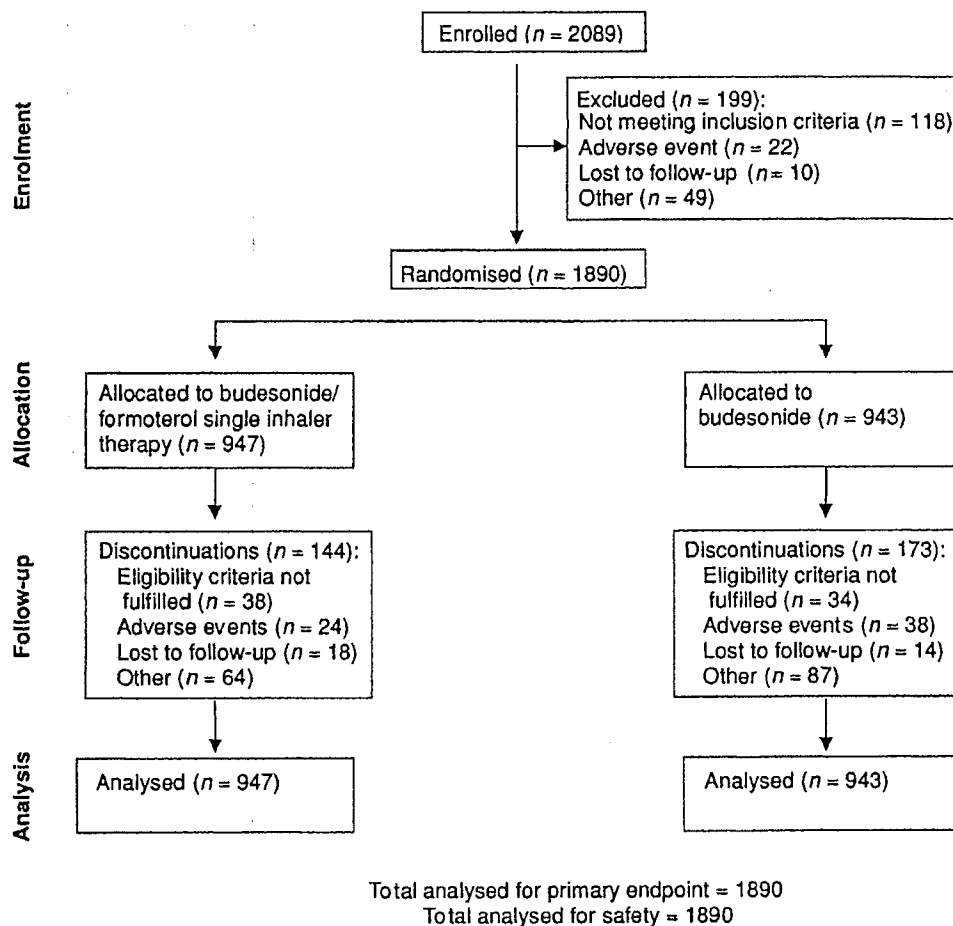 Enrolment
Enrolled (n = 2089)
Excluded (n = 199):
Not meeting inclusion criteria (n = 118)
Adverse event (n = 22)
Lost to follow-up (n = 10)
Other (n = 49)
Randomised (n = 1890)
Allocation
Allocated to budesonide/
formoterol single inhaler
therapy (n = 947)
Allocated to
budesonide (n = 943)
Follow-up
Discontinuations (n = 144):
Eligibility criteria not
fulfilled (n = 38)
Adverse events (n = 24)
Lost to follow-up (n = 18)
Other (n = 64)
Discontinuations (n = 173):
Eligibility criteria not
fulfilled (n = 34)
Adverse events (n = 38)
Lost to follow-up (n = 14)
Other (n = 87)
Analysis
Analysed (n = 947)
Analysed (n = 943)
Total analysed for primary endpoint = 1890
Total analysed for safety = 1890